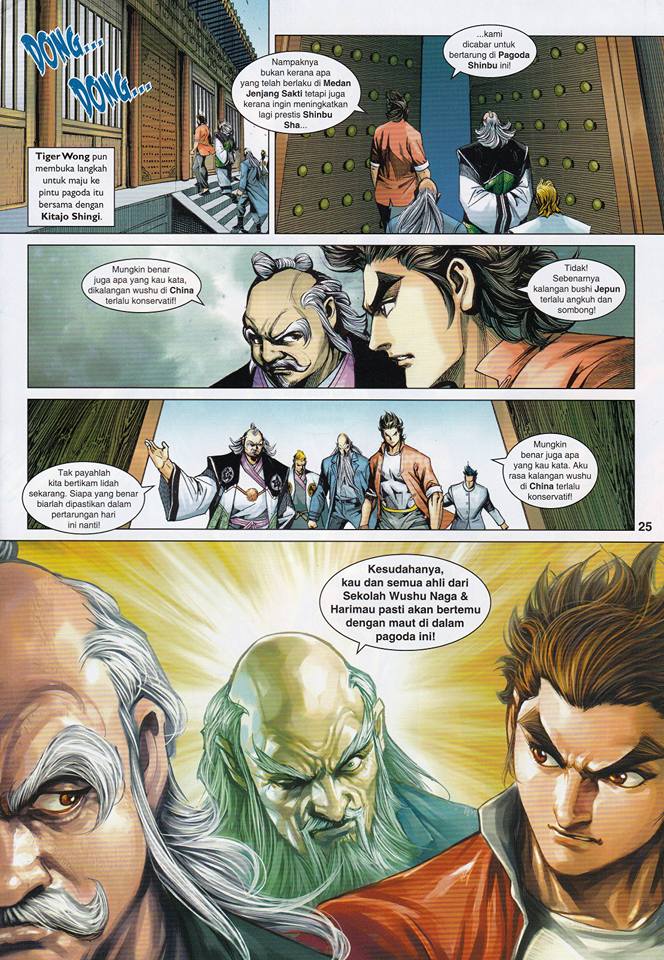 DONG...
DONG...
Tiger Wong pun
membuka langkah
untuk maju ke
pintu pagoda itu
bersama dengan
Kitajo Shingi.
Nampaknya
bukan kerana apa
yang telah berlaku di Medan
Jenjang Sakti tetapi juga
kerana ingin meningkatkan
lagi prestis Shinbu
Sha...
...kami
dicabar untuk
bertarung di Pagoda
Shinbu ini!
Mungkin benar
juga apa yang kau kata,
dikalangan wushu di China
terlalu konservatif!
Tidak!
Sebenarnya
kalangan bushi Jepun
terlalu angkuh dan
sombong!
Tak payahlah
kita bertikam lidah
sekarang. Siapa yang benar
biarlah dipastikan dalam
pertarungan hari
ini nanti!
Mungkin
benar juga apa
yang kau kata. Aku
rasa kalangan wushu
di China terlalu
konservatif!
25
Kesudahanya,
kau dan semua ahli dari
Sekolah Wushu Naga &
Harimau pasti akan bertemu
dengan maut di dalam
pagoda ini!